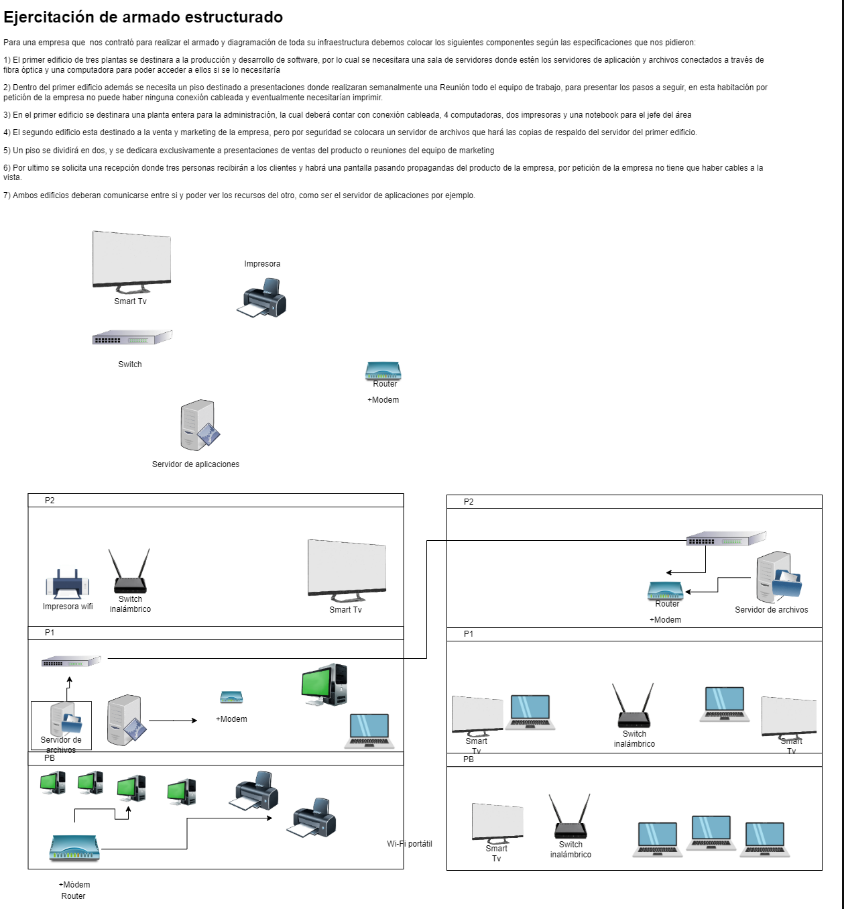 Ejercitación de armado estructurado
Para una empresa que nos contrató para realizar el armado y diagramación de toda su infraestructura debemos colocar los siguientes componentes según las especificaciones que nos pidieron:
1) El primer edificio de tres plantas se destinara a la producción y desarrollo de software, por lo cual se necesitara una sala de servidores donde estén los servidores de aplicación y archivos conectados a través de
fibra óptica y una computadora para poder acceder a ellos si se lo necesitaría
2) Dentro del primer edificio además se necesita un piso destinado a presentaciones donde realizaran semanalmente una Reunión todo el equipo de trabajo, para presentar los pasos a seguir, en esta habitación por
petición de la empresa no puede haber ninguna conexión cableada y eventualmente necesitarían imprimir.
3) En el primer edificio se destinara una planta entera para la administración, la cual deberá contar con conexión cableada, 4 computadoras, dos impresoras y una notebook para el jefe del área
4) El segundo edificio esta destinado a la venta y marketing de la empresa, pero por seguridad se colocara un servidor de archivos que hará las copias de respaldo del servidor del primer edificio.
5) Un piso se dividirá en dos, y se dedicara exclusivamente a presentaciones de ventas del producto o reuniones del equipo de marketing
6) Por ultimo se solicita una recepción donde tres personas recibirán a los clientes y habrá una pantalla pasando propagandas del producto de la empresa, por petición de la empresa no tiene que haber cables a la
vista.
7) Ambos edificios deberan comunicarse entre si y poder ver los recursos del otro, como ser el servidor de aplicaciones por ejemplo.
Impresora
Smart Tv
Switch
Router
+Modem
Servidor de aplicaciones
P2
Impresora wifi
Switch
inalámbrico
Smart Tv
P1
+Modem
Servidor de
archivos
PB
Wi-Fi portátil
+Módem
Router
P2
Router
+Modem
Servidor de archivos
P1
Smart
Tv
Switch
inalámbrico
Smart
Tv
PB
Smart
Tv
Switch
inalámbrico